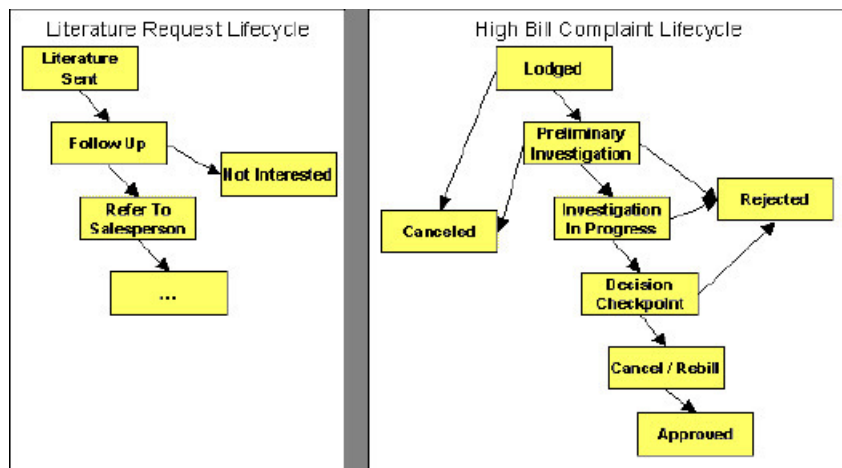 Literature Request Lifecycle
Literature
Sent
Follow Up
Not Interested
Refer To
Salesperson
...
High Bill Complaint Lifecycle
Lodged
Preliminary
Investigation
Canceled
Investigation
In Progress
Rejected
Decision
Checkpoint
Cancel / Rebill
Approved